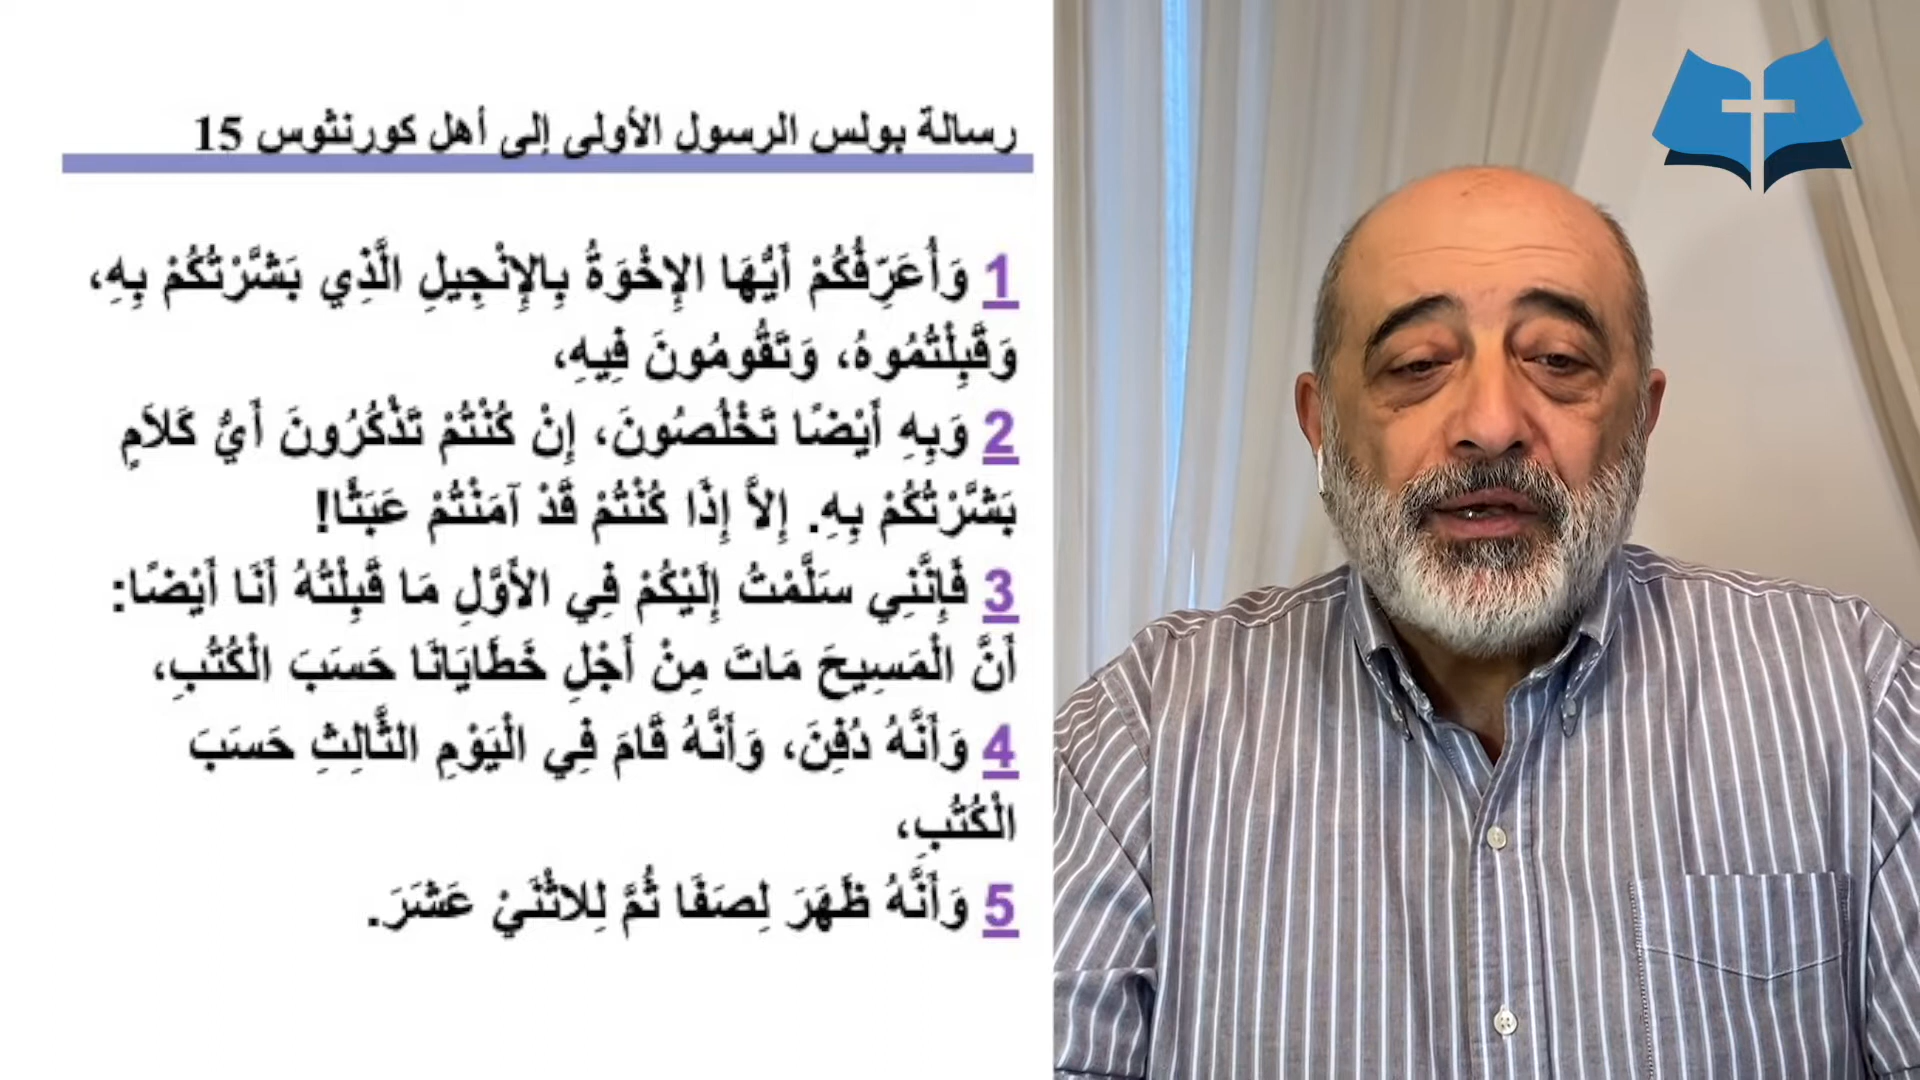 رسالة بولس الرسول الأولى إلى أهل كورنثوس 15
1 وَأُعَرِّفُكُمْ أَيُّهَا الإِخْوَةُ بِالإِنْجِيلِ الَّذِي بَشَّرْتُكُمْ بِهِ،
وَقَبِلْتُمُوهُ، وَتَقُومُونَ فِيهِ،
2 وَبِهِ أَيْضًا تَخْلُصُونَ، إِنْ كُنْتُمْ تَذْكُرُونَ أَيُّ كَلاَمٍ
بَشَّرْتُكُمْ بِهِ. إِلاَّ إِذَا كُنْتُمْ قَدْ آمَنْتُمْ عَبَثًا!
3 فَإِنَّنِي سَلَّمْتُ إِلَيْكُمْ فِي الأَوَّلِ مَا قَبِلْتُهُ أَنَا أَيْضًا:
أَنَّ الْمَسِيحَ مَاتَ مِنْ أَجْلِ خَطَايَانَا حَسَبَ الْكُتُبِ،
4 وَأَنَّهُ دُفِنَ، وَأَنَّهُ قَامَ فِي الْيَوْمِ الثَّالِثِ حَسَبَ
الْكُتُبِ،
5 وَأَنَّهُ ظَهَرَ لِصَفَا ثُمَّ لِلاثْنَيْ عَشَرَ.